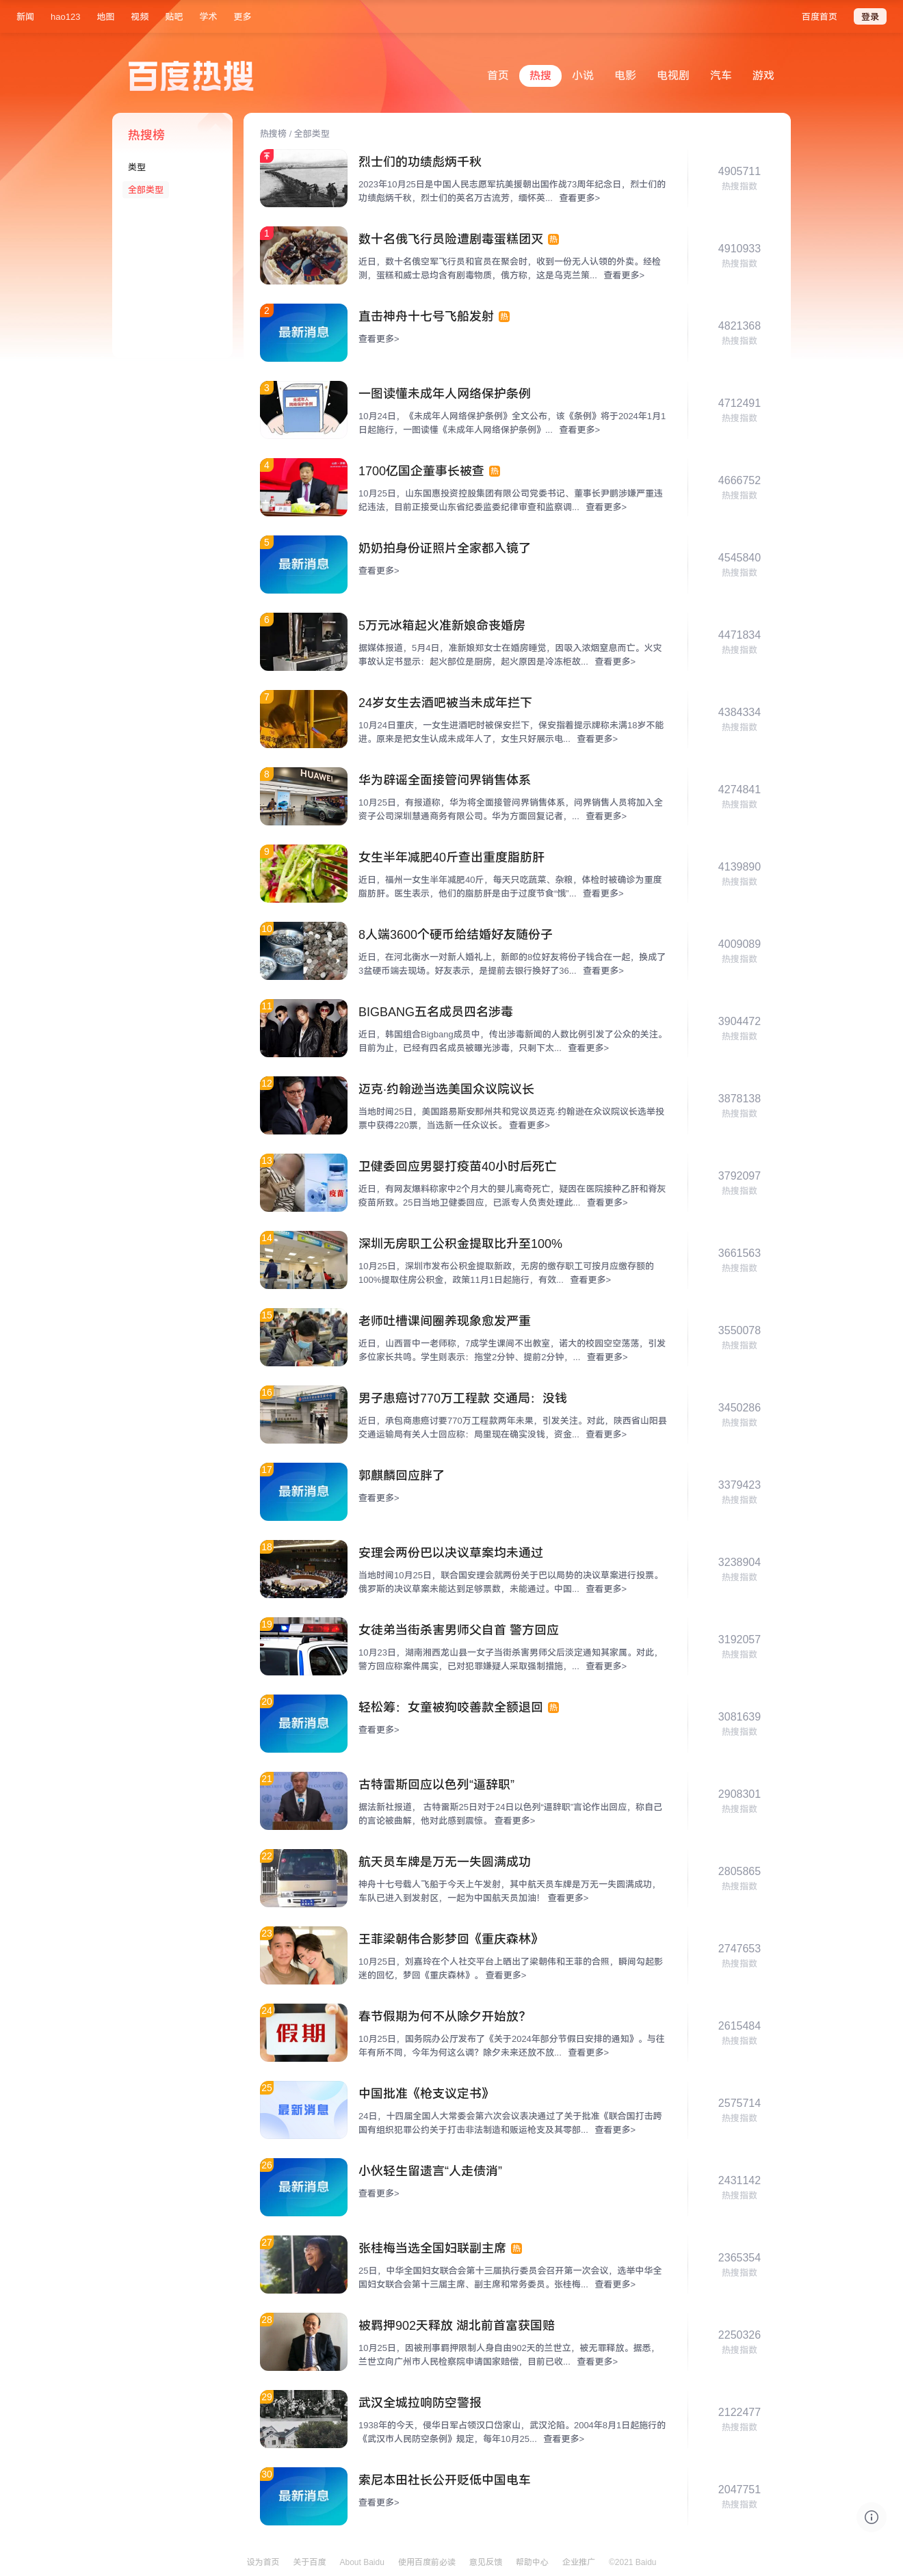 新闻 hao123 地图 视频 贴吧 学术 更多 百度首页 登录
百度热搜
首页 热搜 小说 电影 电视剧 汽车 游戏
热搜榜
类型
全部类型
热搜榜 / 全部类型
烈士们的功绩彪炳千秋
2023年10月25日是中国人民志愿军抗美援朝出国作战73周年纪念日，烈士们的
功绩彪炳千秋，烈士们的英名万古流芳，缅怀英... 查看更多>
4905711
热搜指数
1
数十名俄飞行员险遭剧毒蛋糕团灭 热
近日，数十名俄空军飞行员和官员在聚会时，收到一份无人认领的外卖。经检
测，蛋糕和威士忌均含有剧毒物质，俄方称，这是乌克兰策... 查看更多>
4910933
热搜指数
2
最新消息
直击神舟十七号飞船发射 热
查看更多>
4821368
热搜指数
3
一图读懂未成年人网络保护条例
10月24日，《未成年人网络保护条例》全文公布，该《条例》将于2024年1月1
日起施行，一图读懂《未成年人网络保护条例》... 查看更多>
4712491
热搜指数
4
1700亿国企董事长被查 热
10月25日，山东国惠投资控股集团有限公司党委书记、董事长尹鹏涉嫌严重违
纪违法，目前正接受山东省纪委监委纪律审查和监察调... 查看更多>
4666752
热搜指数
5
最新消息
奶奶拍身份证照片全家都入镜了
查看更多>
4545840
热搜指数
6
5万元冰箱起火准新娘命丧婚房
据媒体报道，5月4日，准新娘郑女士在婚房睡觉，因吸入浓烟窒息而亡。火灾
事故认定书显示：起火部位是厨房，起火原因是冷冻柜故... 查看更多>
4471834
热搜指数
7
24岁女生去酒吧被当未成年拦下
10月24日重庆，一女生进酒吧时被保安拦下，保安指着提示牌称未满18岁不能
进。原来是把女生认成未成年人了，女生只好展示电... 查看更多>
4384334
热搜指数
8
HUAWEI
华为辟谣全面接管问界销售体系
10月25日，有报道称，华为将全面接管问界销售体系，问界销售人员将加入全
资子公司深圳慧通商务有限公司。华为方面回复记者，... 查看更多>
4274841
热搜指数
9
女生半年减肥40斤查出重度脂肪肝
近日，福州一女生半年减肥40斤，每天只吃蔬菜、杂粮，体检时被确诊为重度
脂肪肝。医生表示，他们的脂肪肝是由于过度节食“饿”... 查看更多>
4139890
热搜指数
10
8人端3600个硬币给结婚好友随份子
近日，在河北衡水一对新人婚礼上，新郎的8位好友将份子钱合在一起，换成了
3盆硬币端去现场。好友表示，是提前去银行换好了36... 查看更多>
4009089
热搜指数
11
BIGBANG五名成员四名涉毒
近日，韩国组合Bigbang成员中，传出涉毒新闻的人数比例引发了公众的关注。
目前为止，已经有四名成员被曝光涉毒，只剩下太... 查看更多>
3904472
热搜指数
12
迈克·约翰逊当选美国众议院议长
当地时间25日，美国路易斯安那州共和党议员迈克·约翰逊在众议院议长选举投
票中获得220票，当选新一任众议长。 查看更多>
3878138
热搜指数
13
疫苗
卫健委回应男婴打疫苗40小时后死亡
近日，有网友爆料称家中2个月大的婴儿离奇死亡，疑因在医院接种乙肝和脊灰
疫苗所致。25日当地卫健委回应，已派专人负责处理此... 查看更多>
3792097
热搜指数
14
深圳无房职工公积金提取比升至100%
10月25日，深圳市发布公积金提取新政，无房的缴存职工可按月应缴存额的
100%提取住房公积金，政策11月1日起施行，有效... 查看更多>
3661563
热搜指数
15
老师吐槽课间圈养现象愈发严重
近日，山西晋中一老师称，7成学生课间不出教室，诺大的校园空空荡荡，引发
多位家长共鸣。学生则表示：拖堂2分钟、提前2分钟，... 查看更多>
3550078
热搜指数
16
男子患癌讨770万工程款 交通局：没钱
近日，承包商患癌讨要770万工程款两年未果，引发关注。对此，陕西省山阳县
交通运输局有关人士回应称：局里现在确实没钱，资金... 查看更多>
3450286
热搜指数
17
最新消息
郭麒麟回应胖了
查看更多>
3379423
热搜指数
18
安理会两份巴以决议草案均未通过
当地时间10月25日，联合国安理会就两份关于巴以局势的决议草案进行投票。
俄罗斯的决议草案未能达到足够票数，未能通过。中国... 查看更多>
3238904
热搜指数
19
女徒弟当街杀害男师父自首 警方回应
10月23日，湖南湘西龙山县一女子当街杀害男师父后淡定通知其家属。对此，
警方回应称案件属实，已对犯罪嫌疑人采取强制措施，... 查看更多>
3192057
热搜指数
20
最新消息
轻松筹：女童被狗咬善款全额退回 热
查看更多>
3081639
热搜指数
21
古特雷斯回应以色列“逼辞职”
据法新社报道， 古特雷斯25日对于24日以色列“逼辞职”言论作出回应，称自己
的言论被曲解，他对此感到震惊。 查看更多>
2908301
热搜指数
22
航天员车牌是万无一失圆满成功
神舟十七号载人飞船于今天上午发射，其中航天员车牌是万无一失圆满成功，
车队已进入到发射区，一起为中国航天员加油！ 查看更多>
2805865
热搜指数
23
王菲梁朝伟合影梦回《重庆森林》
10月25日，刘嘉玲在个人社交平台上晒出了梁朝伟和王菲的合照，瞬间勾起影
迷的回忆，梦回《重庆森林》。 查看更多>
2747653
热搜指数
24
假期
春节假期为何不从除夕开始放？
10月25日，国务院办公厅发布了《关于2024年部分节假日安排的通知》。与往
年有所不同，今年为何这么调？除夕未来还放不放... 查看更多>
2615484
热搜指数
25
最新消息
中国批准《枪支议定书》
24日，十四届全国人大常委会第六次会议表决通过了关于批准《联合国打击跨
国有组织犯罪公约关于打击非法制造和贩运枪支及其零部... 查看更多>
2575714
热搜指数
26
最新消息
小伙轻生留遗言“人走债消”
查看更多>
2431142
热搜指数
27
张桂梅当选全国妇联副主席 热
25日，中华全国妇女联合会第十三届执行委员会召开第一次会议，选举中华全
国妇女联合会第十三届主席、副主席和常务委员。张桂梅... 查看更多>
2365354
热搜指数
28
被羁押902天释放 湖北前首富获国赔
10月25日，因被刑事羁押限制人身自由902天的兰世立，被无罪释放。据悉，
兰世立向广州市人民检察院申请国家赔偿，目前已收... 查看更多>
2250326
热搜指数
29
武汉全城拉响防空警报
1938年的今天，侵华日军占领汉口岱家山，武汉沦陷。2004年8月1日起施行的
《武汉市人民防空条例》规定，每年10月25... 查看更多>
2122477
热搜指数
30
最新消息
索尼本田社长公开贬低中国电车
查看更多>
2047751
热搜指数
设为首页 关于百度 About Baidu 使用百度前必读 意见反馈 帮助中心 企业推广 ©2021 Baidu